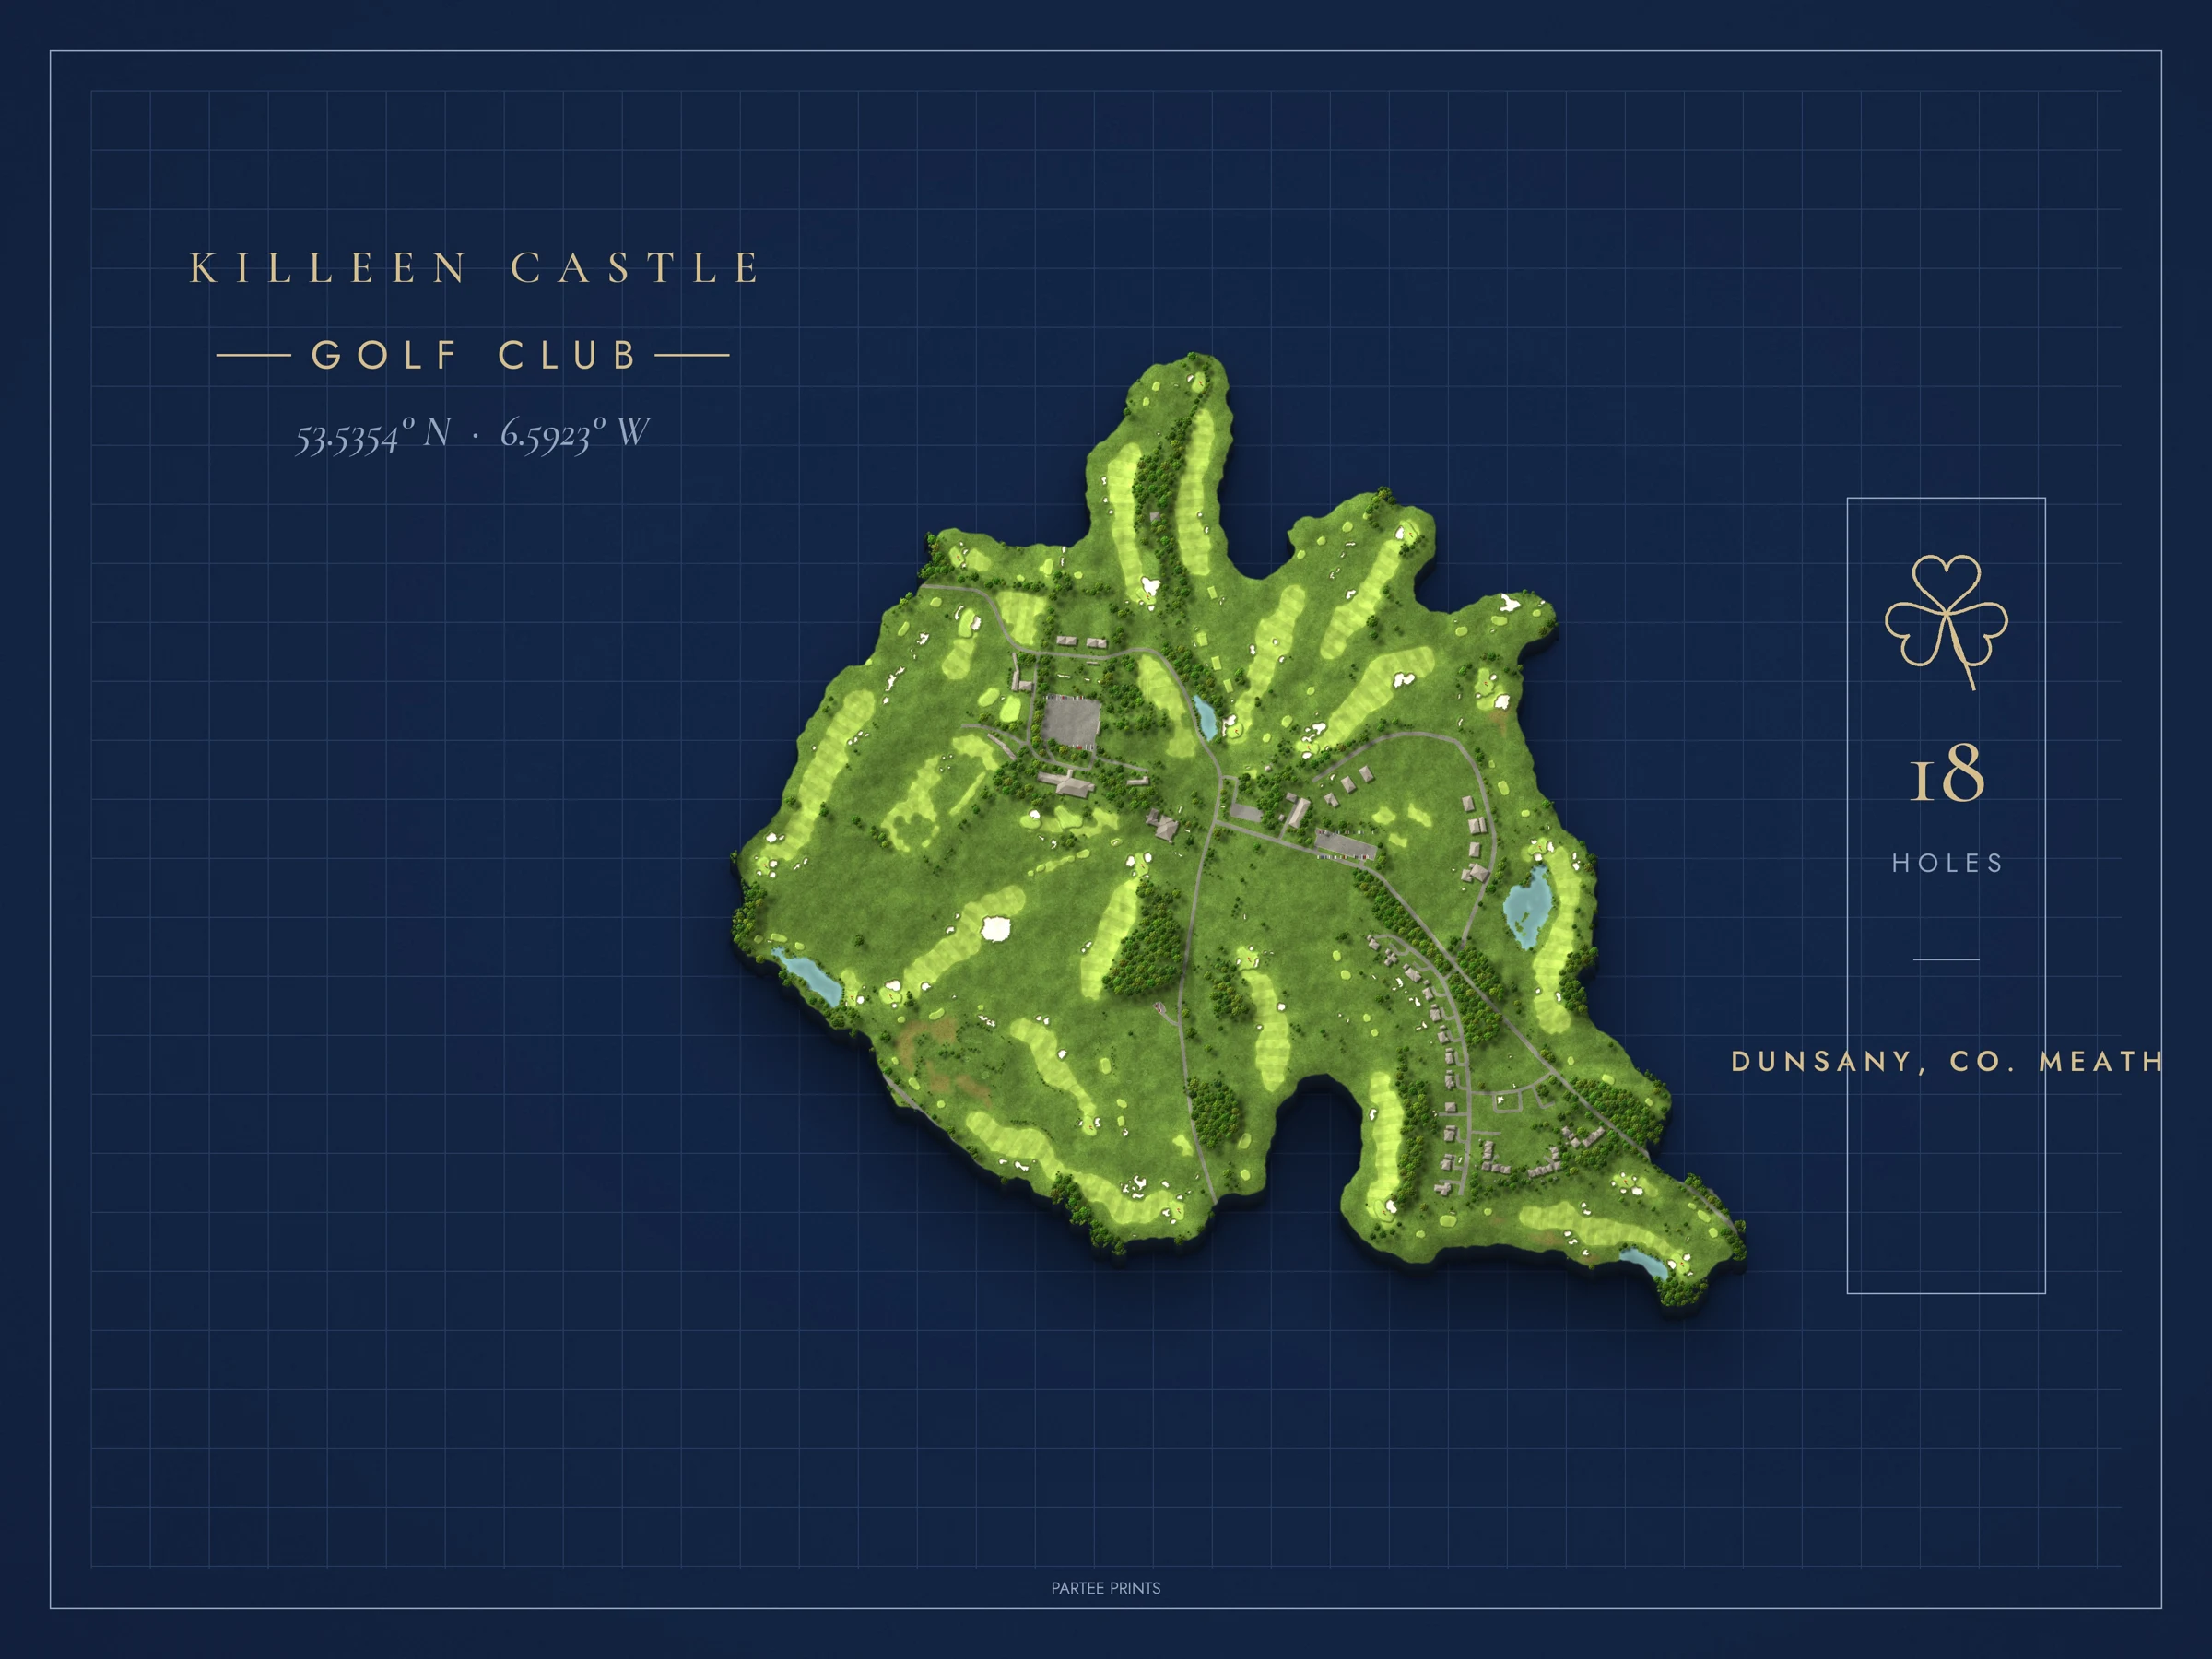 KILLEEN CASTLE
GOLF CLUB
53.5354° N · 6.5923° W
18
HOLES
DUNSANY, CO. MEATH
PARTEE PRINTS